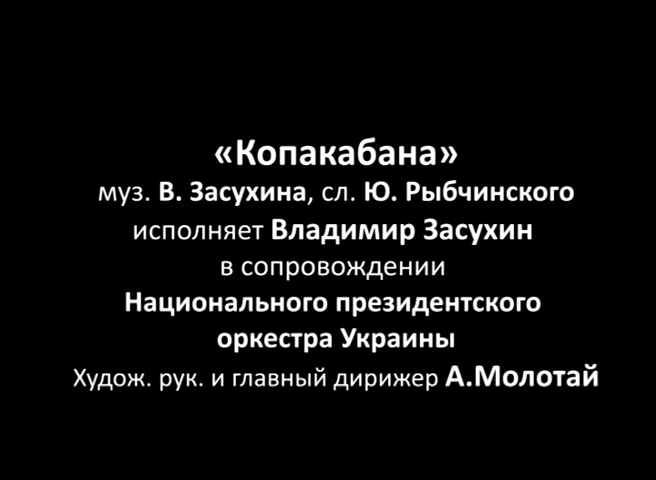 «Копакабана»
муз. В. Засухина, сл. Ю. Рыбчинского
исполняет Владимир Засухин
в сопровождении
Национального президентского
оркестра Украины
Худож. рук. и главный дирижер А.Молотай